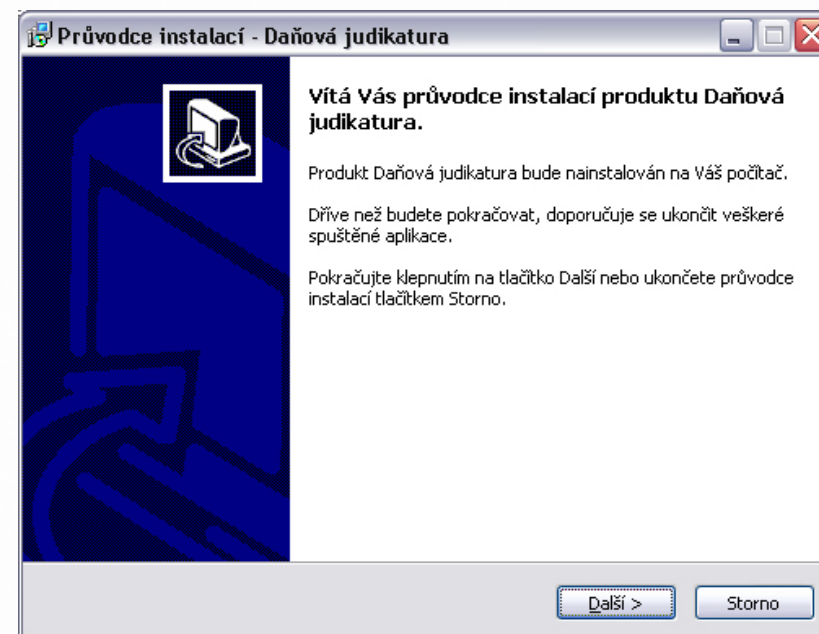 Průvodce instalací - Daňová judikatura
Vítá Vás průvodce instalací produktu Daňová
judikatura.
Produkt Daňová judikatura bude nainstalován na Váš počítač.
Dříve než budete pokračovat, doporučuje se ukončit veškeré
spuštěné aplikace.
Pokračujte klepnutím na tlačítko Další nebo ukončete průvodce
instalací tlačítkem Storno.
Další >
Storno